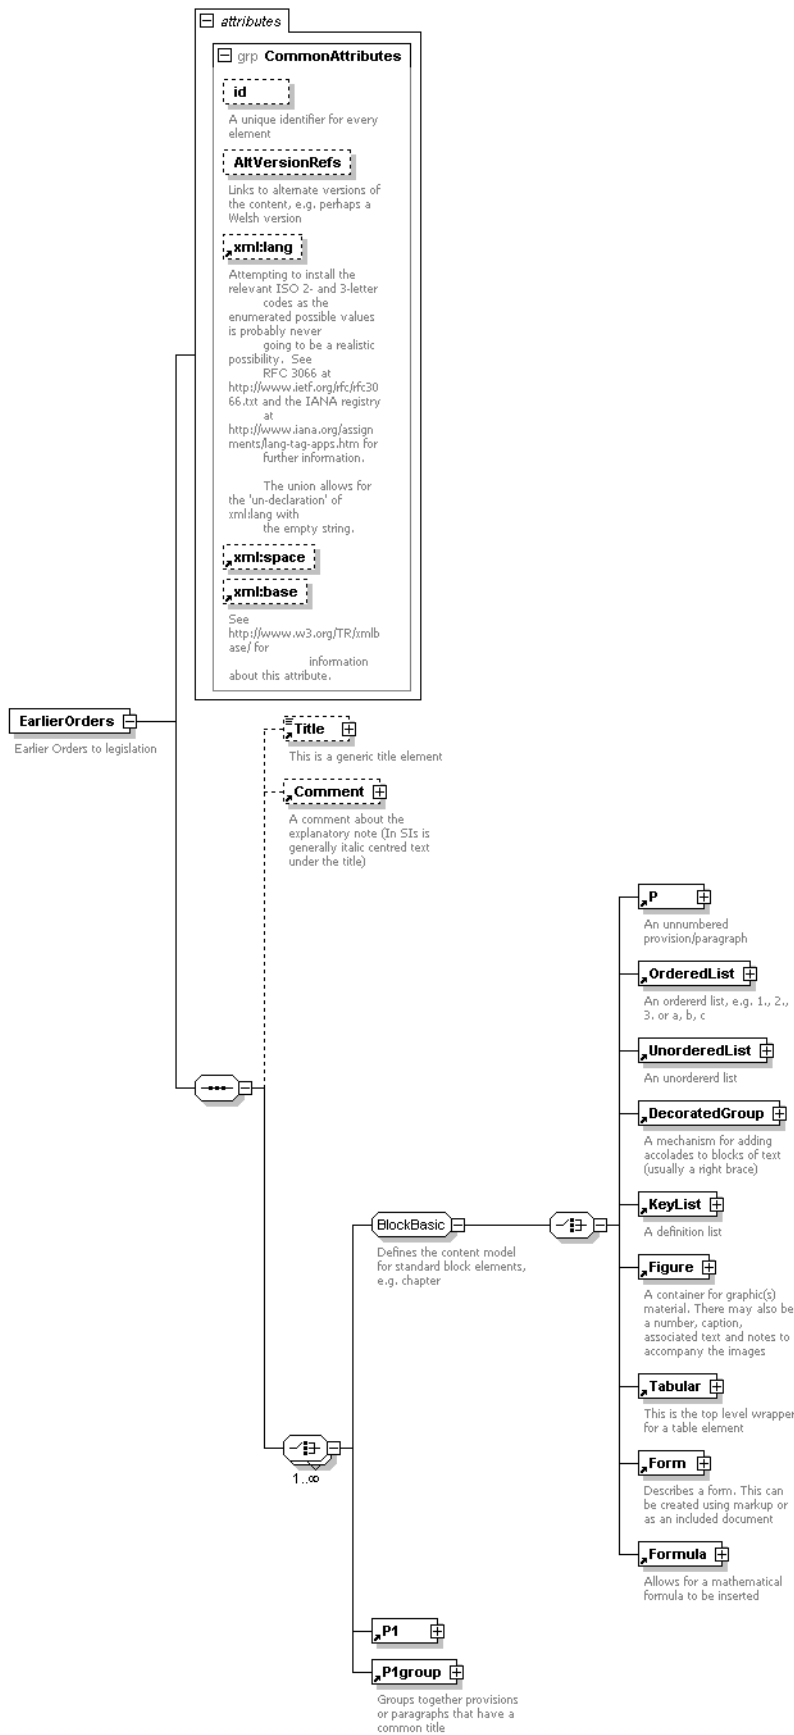 attributes
grp CommonAttributes
id
A unique identifier for every
element
AltVersionRefs
Links to alternate versions of
the content, e.g. perhaps a
Welsh version
xml:lang
Attempting to install the
relevant ISO 2- and 3-letter
codes as the
enumerated possible values
is probably never
going to be a realistic
possibility. See
RFC 3066 at
http://www.ietf.org/rfc/rfc30
66.txt and the IANA registry
at
http://www.iana.org/assign
ments/lang-tag-apps.htm for
further information.
The union allows for
the 'un-declaration' of
xml:lang with
the empty string.
xml:space
xml:base
See
http://www.w3.org/TR/xmlb
ase/ for
information
about this attribute.
EarlierOrders
Earlier Orders to legislation
Title
This is a generic title element
Comment
A comment about the
explanatory note (In SIs is
generally italic centred text
under the title)
P
An unnumbered
provision/paragraph
OrderedList
An ordererd list, e.g. 1., 2.,
3. or a, b, c
UnorderedList
An unordererd list
DecoratedGroup
A mechanism for adding
accolades to blocks of text
(usually a right brace)
BlockBasic
Defines the content model
for standard block elements,
e.g. chapter
KeyList
A definition list
Figure
A container for graphic(s)
material. There may also be
a number, caption,
associated text and notes to
accompany the images
Tabular
This is the top level wrapper
for a table element
1..∞
Form
Describes a form. This can
be created using markup or
as an included document
Formula
Allows for a mathematical
formula to be inserted
P1
P1group
Groups together provisions
or paragraphs that have a
common title